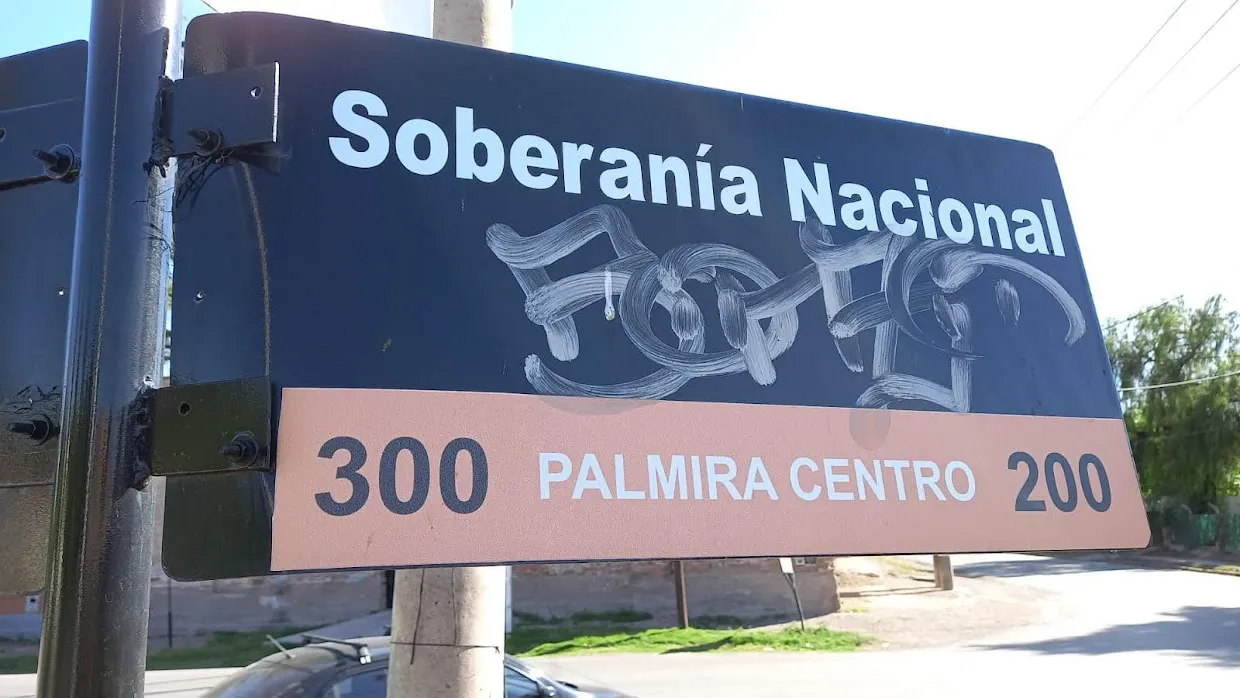 Soberanía Nacional
300 PALMIRA CENTRO 200